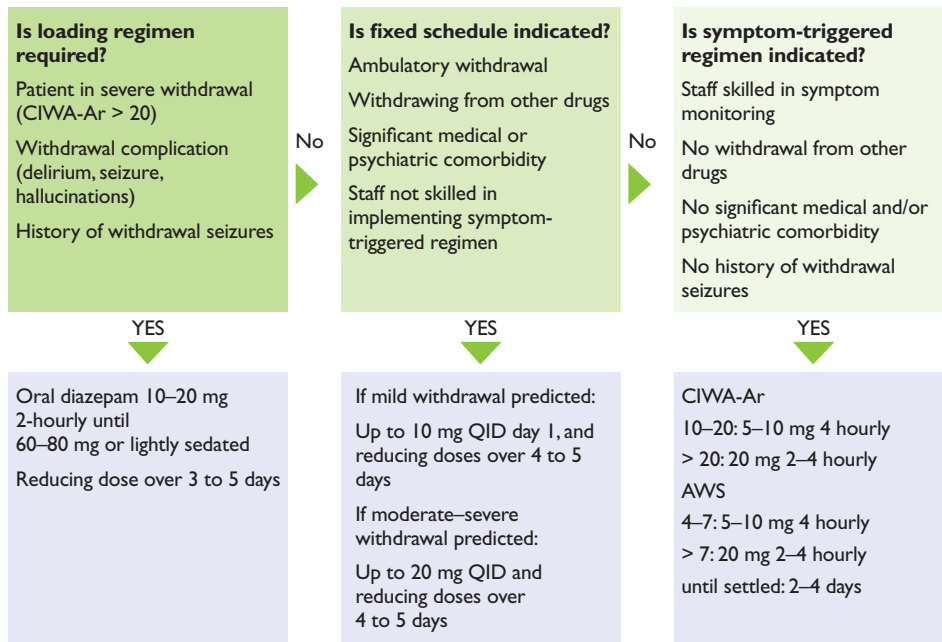 Is loading regimen
required?
Patient in severe withdrawal
(CIWA-Ar > 20)
Withdrawal complication
(delirium, seizure,
hallucinations)
History of withdrawal seizures
No
Is fixed schedule indicated?
Ambulatory withdrawal
Withdrawing from other drugs
Significant medical or
psychiatric comorbidity
Staff not skilled in
implementing symptom-
triggered regimen
No
Is symptom-triggered
regimen indicated?
Staff skilled in symptom
monitoring
No withdrawal from other
drugs
No significant medical and/or
psychiatric comorbidity
No history of withdrawal
seizures
YES
YES
YES
Oral diazepam 10–20 mg
2-hourly until
60–80 mg or lightly sedated
Reducing dose over 3 to 5 days
If mild withdrawal predicted:
Up to 10 mg QID day 1, and
reducing doses over 4 to 5
days
If moderate–severe
withdrawal predicted:
Up to 20 mg QID and
reducing doses over
4 to 5 days
CIWA-Ar
10–20: 5–10 mg 4 hourly
> 20: 20 mg 2–4 hourly
AWS
4–7: 5–10 mg 4 hourly
> 7: 20 mg 2–4 hourly
until settled: 2–4 days